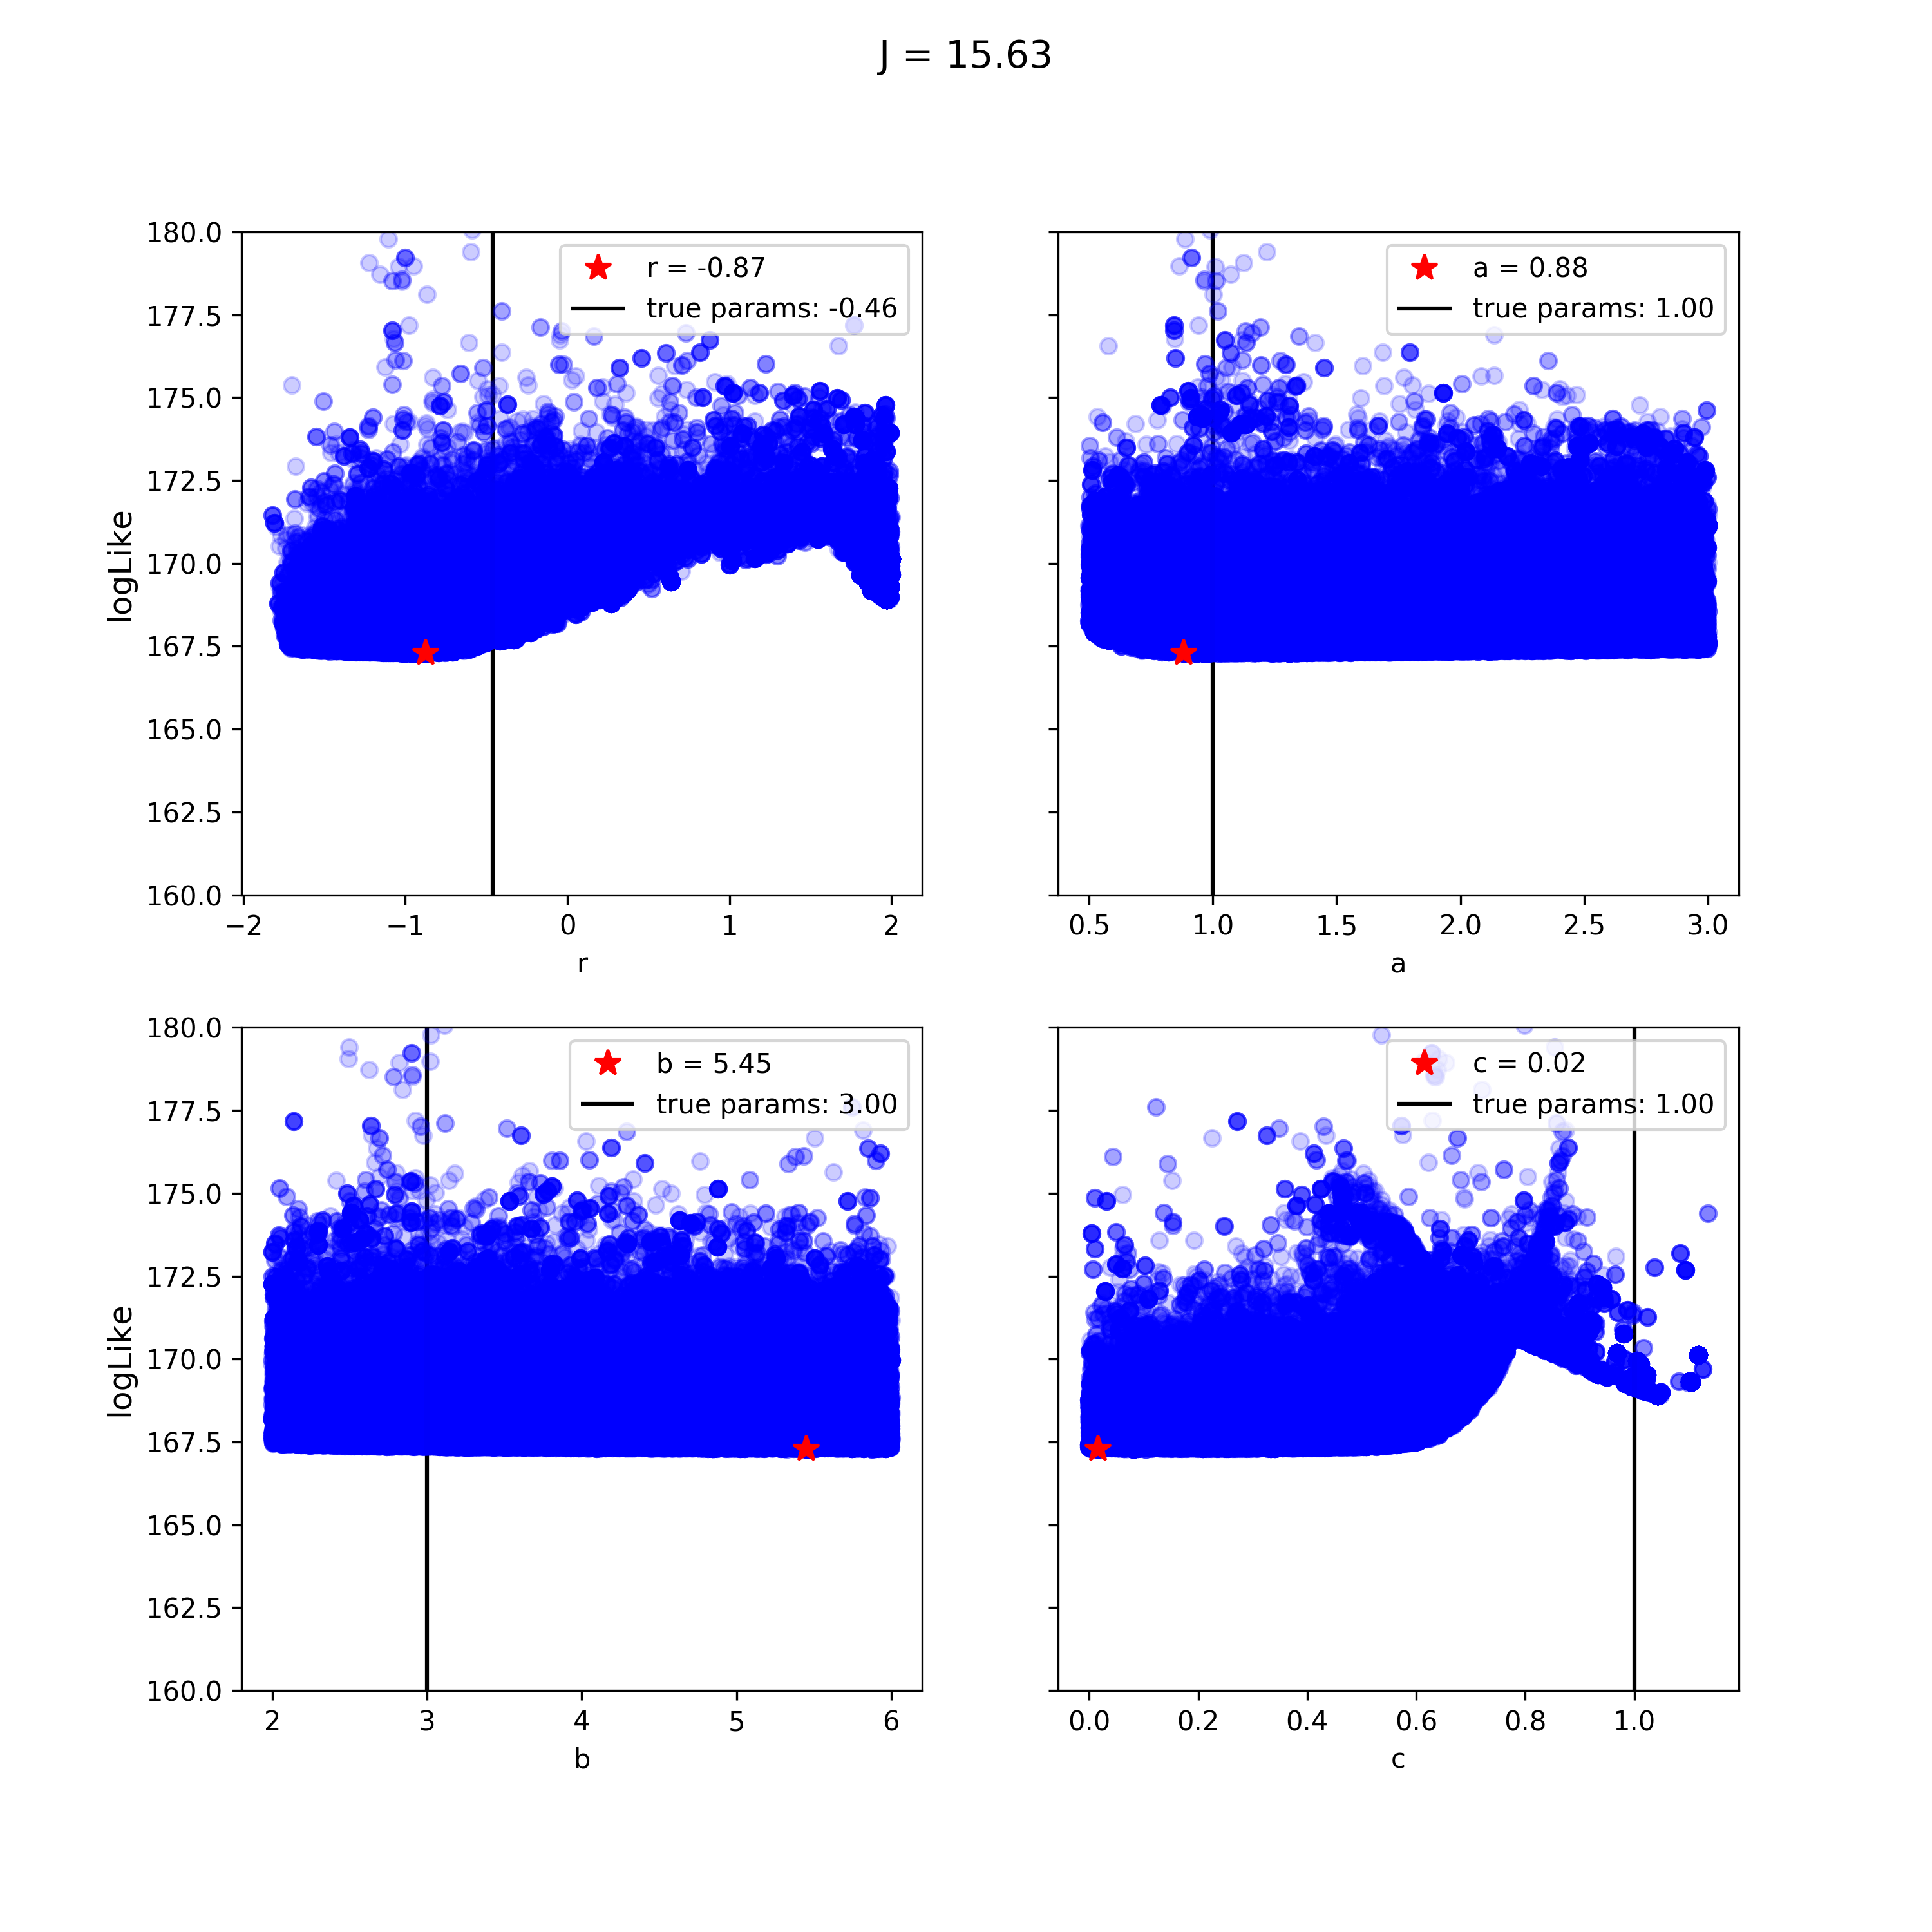 J = 15.63
180.0
177.5
175.0
172.5
170.0
167.5
165.0
162.5
160.0
logLike
r = -0.87
true params: -0.46
−2
−1
0
1
2
r
a = 0.88
true params: 1.00
0.5
1.0
1.5
2.0
2.5
3.0
a
180.0
177.5
175.0
172.5
170.0
167.5
165.0
162.5
160.0
logLike
b = 5.45
true params: 3.00
2
3
4
5
6
b
c = 0.02
true params: 1.00
0.0
0.2
0.4
0.6
0.8
1.0
c